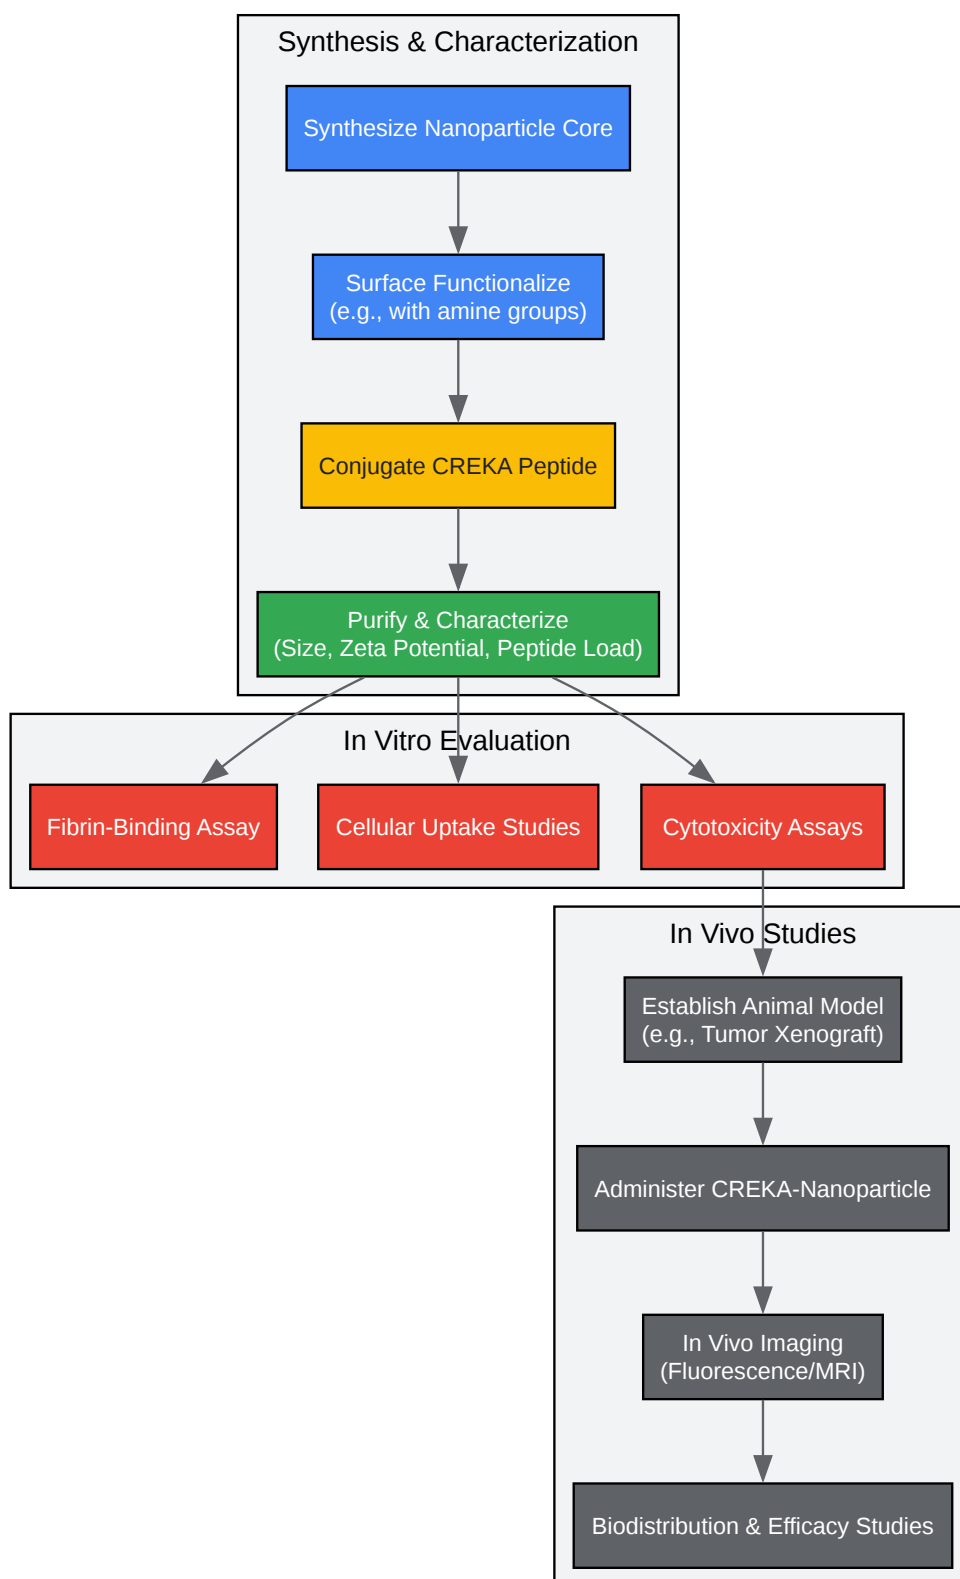 Synthesis & Characterization
Synthesize Nanoparticle Core
Surface Functionalize
(e.g., with amine groups)
Conjugate CREKA Peptide
Purify & Characterize
(Size, Zeta Potential, Peptide Load)
In Vitro Evaluation
Fibrin-Binding Assay
Cellular Uptake Studies
Cytotoxicity Assays
In Vivo Studies
Establish Animal Model
(e.g., Tumor Xenograft)
Administer CREKA-Nanoparticle
In Vivo Imaging
(Fluorescence/MRI)
Biodistribution & Efficacy Studies